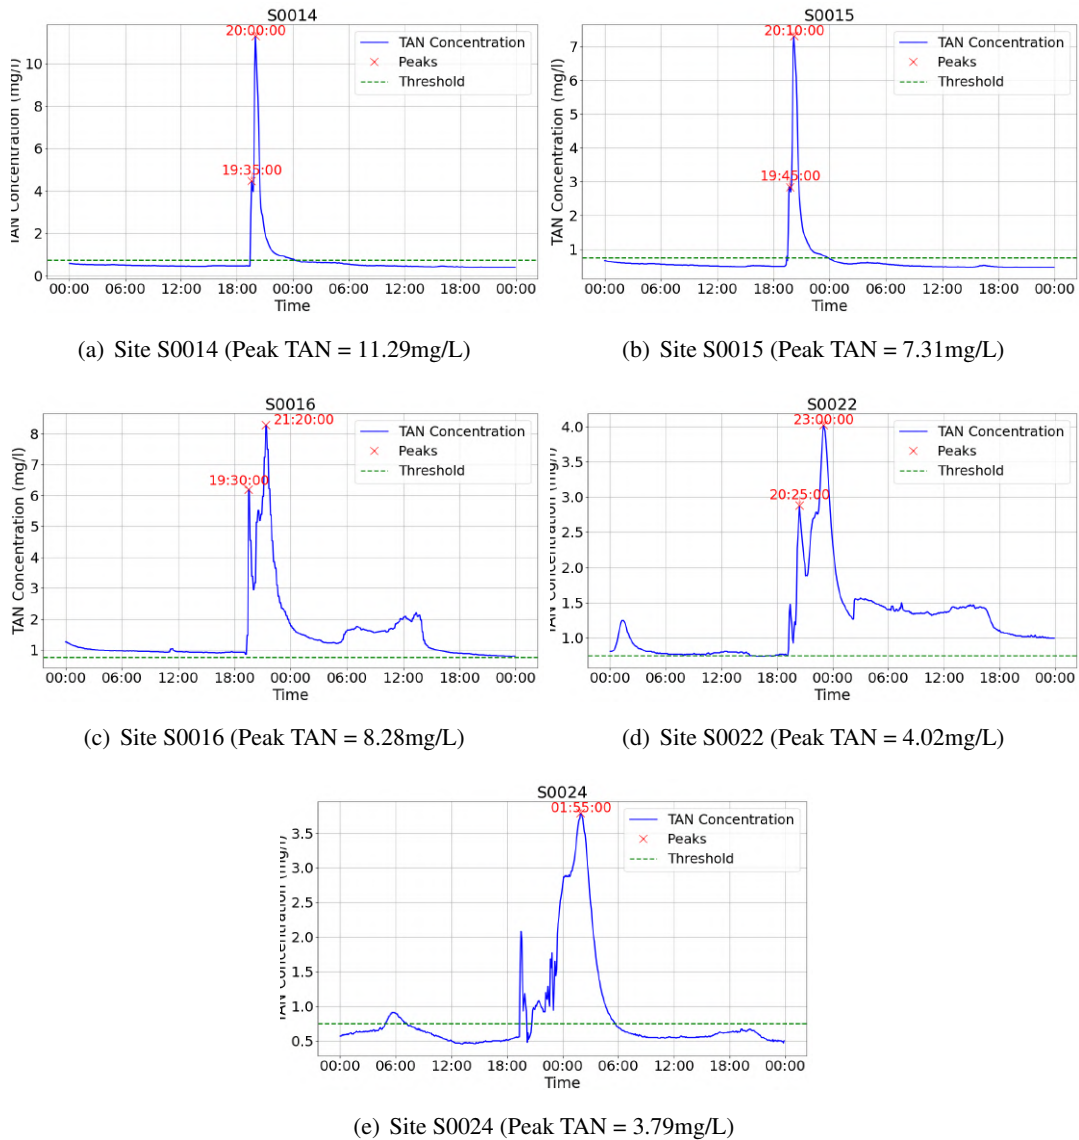 S0014
20:00:00
TAN Concentration
Peaks
Threshold
19:35:00
TAN Concentration (mg/l)
10
8
6
4
2
0
00:00 06:00 12:00 18:00 00:00 06:00 12:00 18:00 00:00
Time
(a) Site S0014 (Peak TAN = 11.29mg/L)
S0015
20:10:00
TAN Concentration
Peaks
Threshold
19:45:00
TAN Concentration (mg/l)
7
6
5
4
3
2
1
00:00 06:00 12:00 18:00 00:00 06:00 12:00 18:00 00:00
Time
(b) Site S0015 (Peak TAN = 7.31mg/L)
S0016
21:20:00
TAN Concentration
Peaks
Threshold
19:30:00
TAN Concentration (mg/l)
8
7
6
5
4
3
2
1
00:00 06:00 12:00 18:00 00:00 06:00 12:00 18:00 00:00
Time
(c) Site S0016 (Peak TAN = 8.28mg/L)
S0022
23:00:00
TAN Concentration
Peaks
Threshold
20:25:00
TAN Concentration (mg/l)
4.0
3.5
3.0
2.5
2.0
1.5
1.0
00:00 06:00 12:00 18:00 00:00 06:00 12:00 18:00 00:00
Time
(d) Site S0022 (Peak TAN = 4.02mg/L)
S0024
01:55:00
TAN Concentration
Peaks
Threshold
TAN Concentration (mg/l)
3.5
3.0
2.5
2.0
1.5
1.0
0.5
00:00 06:00 12:00 18:00 00:00 06:00 12:00 18:00 00:00
Time
(e) Site S0024 (Peak TAN = 3.79mg/L)